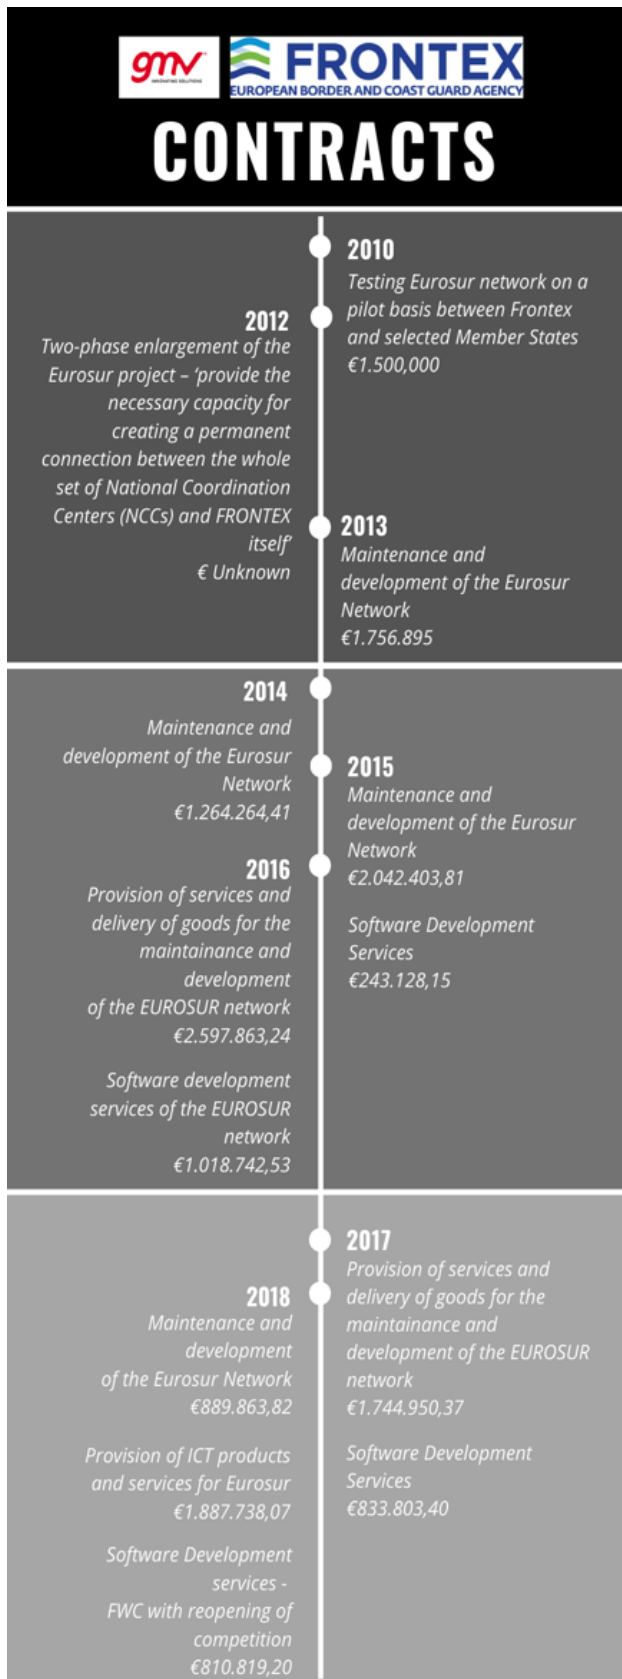 gmv
INNOVATING SOLUTIONS
FRONTEX
EUROPEAN BORDER AND COAST GUARD AGENCY
CONTRACTS
2010
Testing Eurosur network on a
pilot basis between Frontex
and selected Member States
€1.500,000
2012
Two-phase enlargement of the
Eurosur project – ‘provide the
necessary capacity for
creating a permanent
connection between the whole
set of National Coordination
Centers (NCCs) and FRONTEX
itself’
€ Unknown
2013
Maintenance and
development of the Eurosur
Network
€1.756.895
2014
Maintenance and
development of the Eurosur
Network
€1.264.264,41
2015
Maintenance and
development of the Eurosur
Network
€2.042.403,81
Software Development
Services
€243.128,15
2016
Provision of services and
delivery of goods for the
maintainance and
development
of the EUROSUR network
€2.597.863,24
Software development
services of the EUROSUR
network
€1.018.742,53
2017
Provision of services and
delivery of goods for the
maintainance and
development of the EUROSUR
network
€1.744.950,37
Software Development
Services
€833.803,40
2018
Maintenance and
development
of the Eurosur Network
€889.863,82
Provision of ICT products
and services for Eurosur
€1.887.738,07
Software Development
services -
FWC with reopening of
competition
€810.819,20